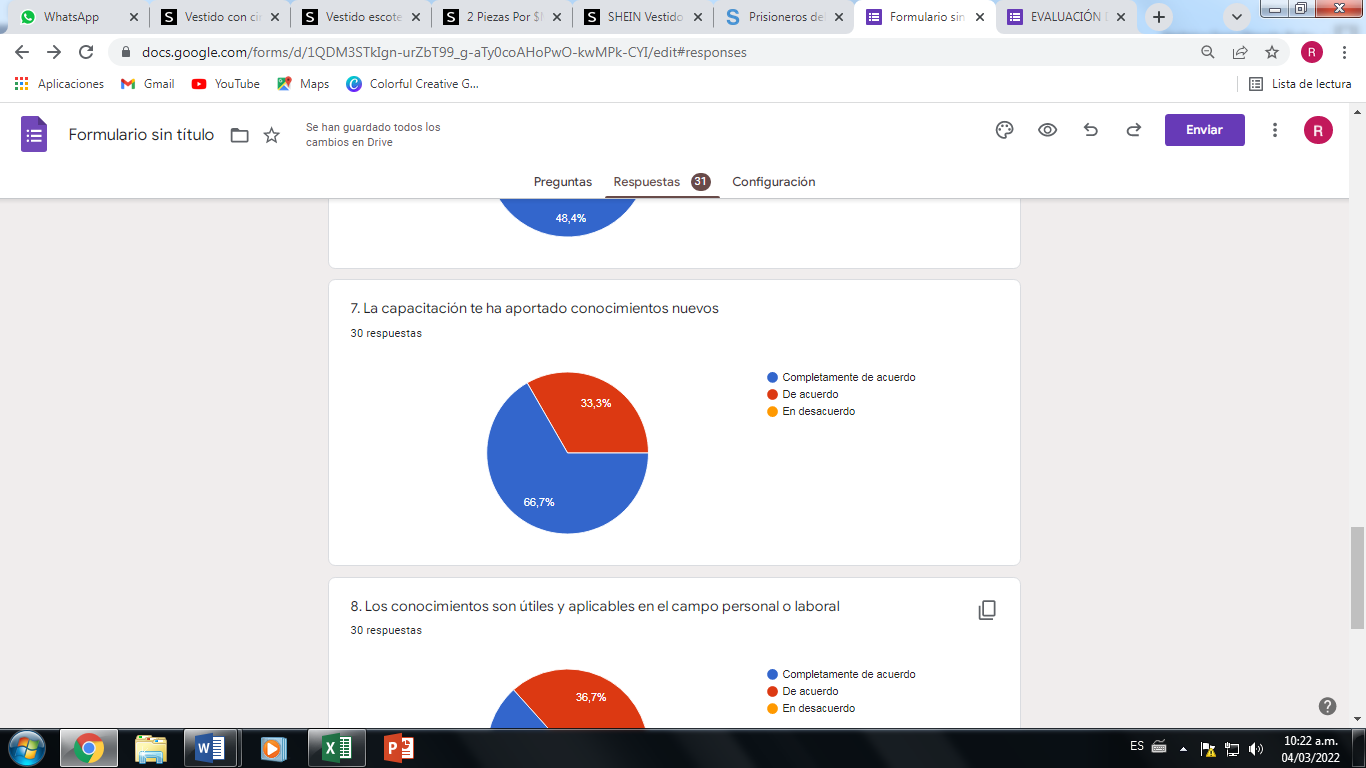 WhatsApp
Vestido con cin
Vestido escote
2 Piezas Por $
SHEIN Vestido
Prisioneros de
Formulario sin
EVALUACIÓN
docs.google.com/forms/d/1QDM3STkIgn-urZbT99_g-aTy0coAHoPwO-kwMPk-CYI/edit#responses
R
Aplicaciones
Gmail
YouTube
Maps
Colorful Creative G...
Lista de lectura
Formulario sin título
Se han guardado todos los
cambios en Drive
Enviar
R
Preguntas
Respuestas 31
Configuración
48,4%
7. La capacitación te ha aportado conocimientos nuevos
30 respuestas
Completamente de acuerdo
De acuerdo
En desacuerdo
33,3%
66,7%
8. Los conocimientos son útiles y aplicables en el campo personal o laboral
30 respuestas
Completamente de acuerdo
De acuerdo
En desacuerdo
36,7%
ES
10:22 a.m.
04/03/2022